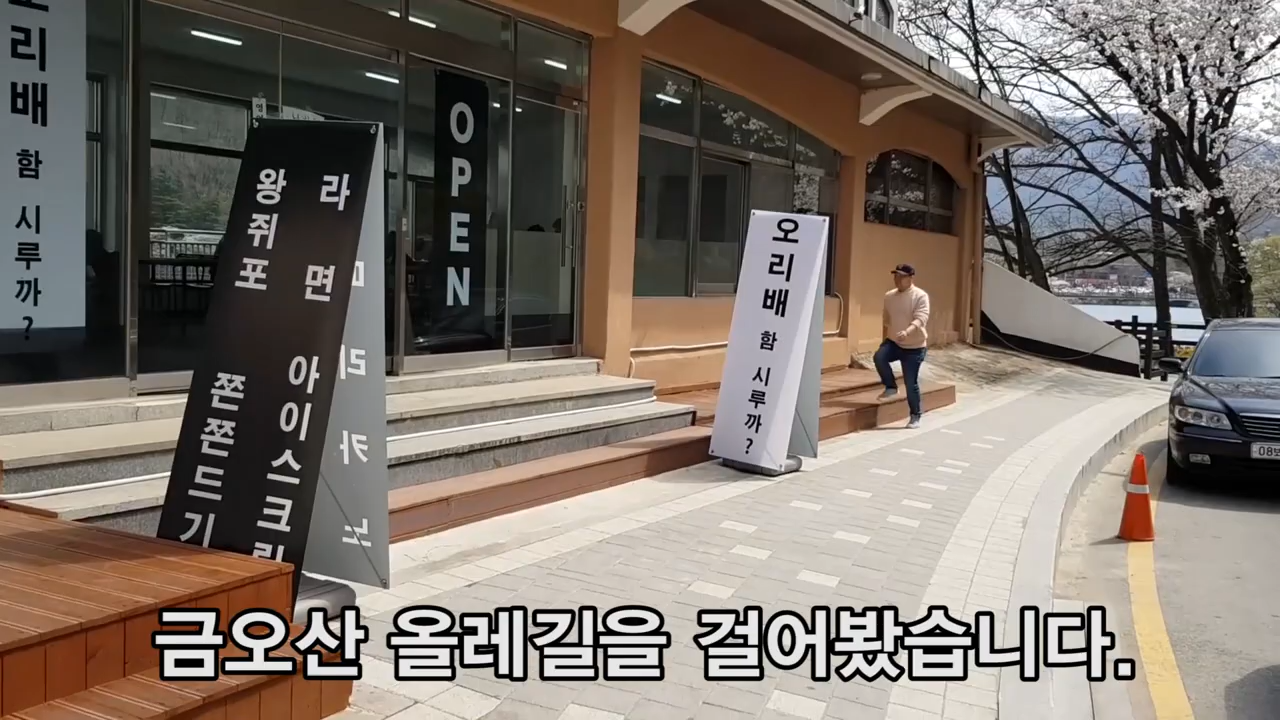 오리배 함 시루까?
OPEN
라면 아이스크림
왕쥐포 쫀쫀드기
오리배 함 시루까?
금오산 올레길을 걸어봤습니다.